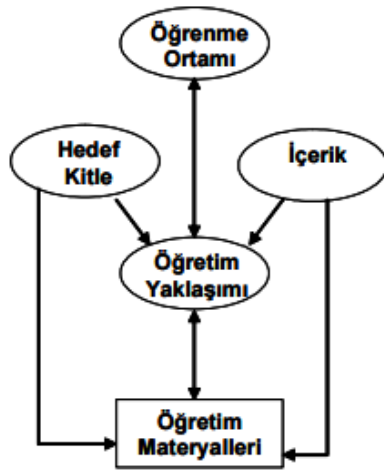 Öğrenme
Ortamı
Hedef
Kitle
İçerik
Öğretim
Yaklaşımı
Öğretim
Materyalleri